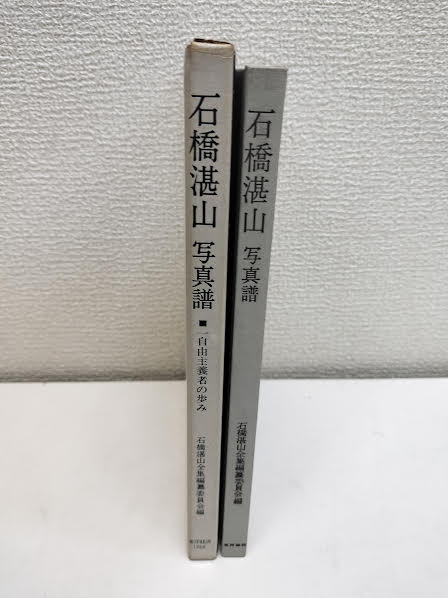 石橋湛山 写真譜 ■一自由主義者の歩み 石橋湛山全集編纂委員会編
石橋湛山 写真譜 石橋湛山全集編纂委員会編